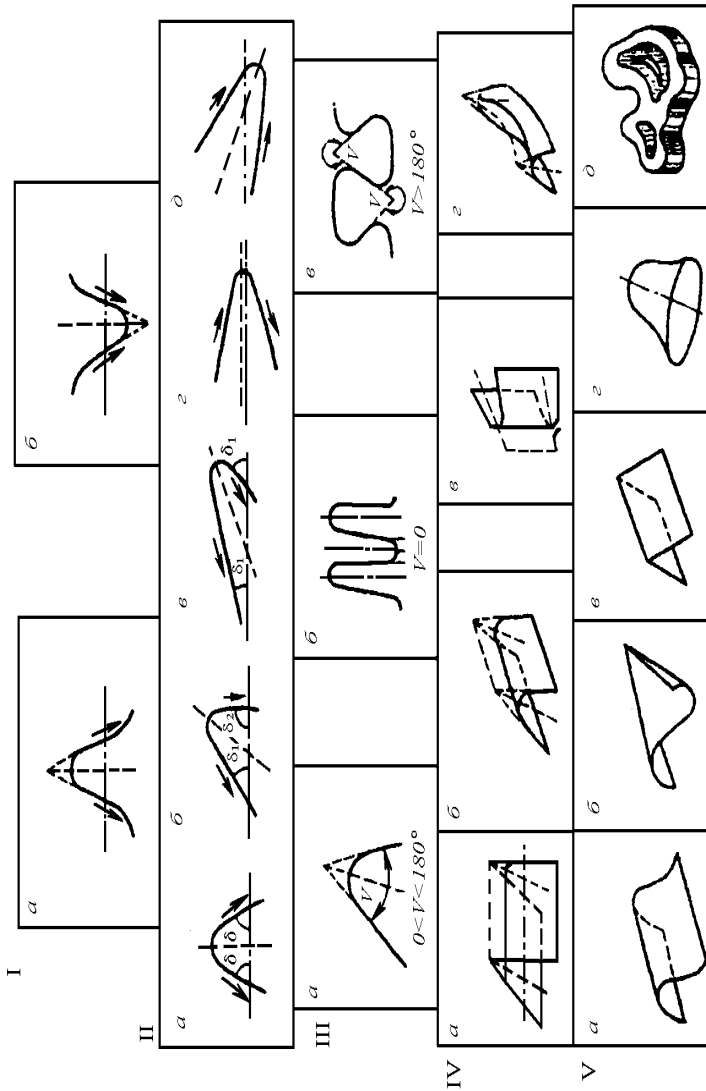 I
а б
II
а б в г д
δ δ δ₁ δ₂ δ₁ δ₁
III
а б в
V V V
0<V<180° V=0 V>180°
IV
а б в г
V
а б в г д